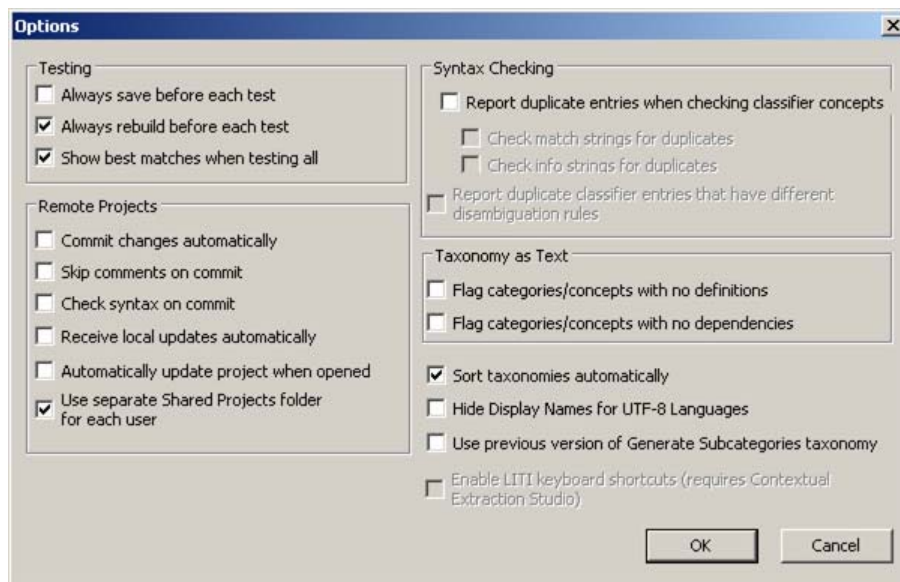 Options
Testing
Always save before each test
Always rebuild before each test
Show best matches when testing all
Remote Projects
Commit changes automatically
Skip comments on commit
Check syntax on commit
Receive local updates automatically
Automatically update project when opened
Use separate Shared Projects folder
for each user
Syntax Checking
Report duplicate entries when checking classifier concepts
Check match strings for duplicates
Check info strings for duplicates
Report duplicate classifier entries that have different
disambiguation rules
Taxonomy as Text
Flag categories/concepts with no definitions
Flag categories/concepts with no dependencies
Sort taxonomies automatically
Hide Display Names for UTF-8 Languages
Use previous version of Generate Subcategories taxonomy
Enable LITI keyboard shortcuts (requires Contextual
Extraction Studio)
OK
Cancel